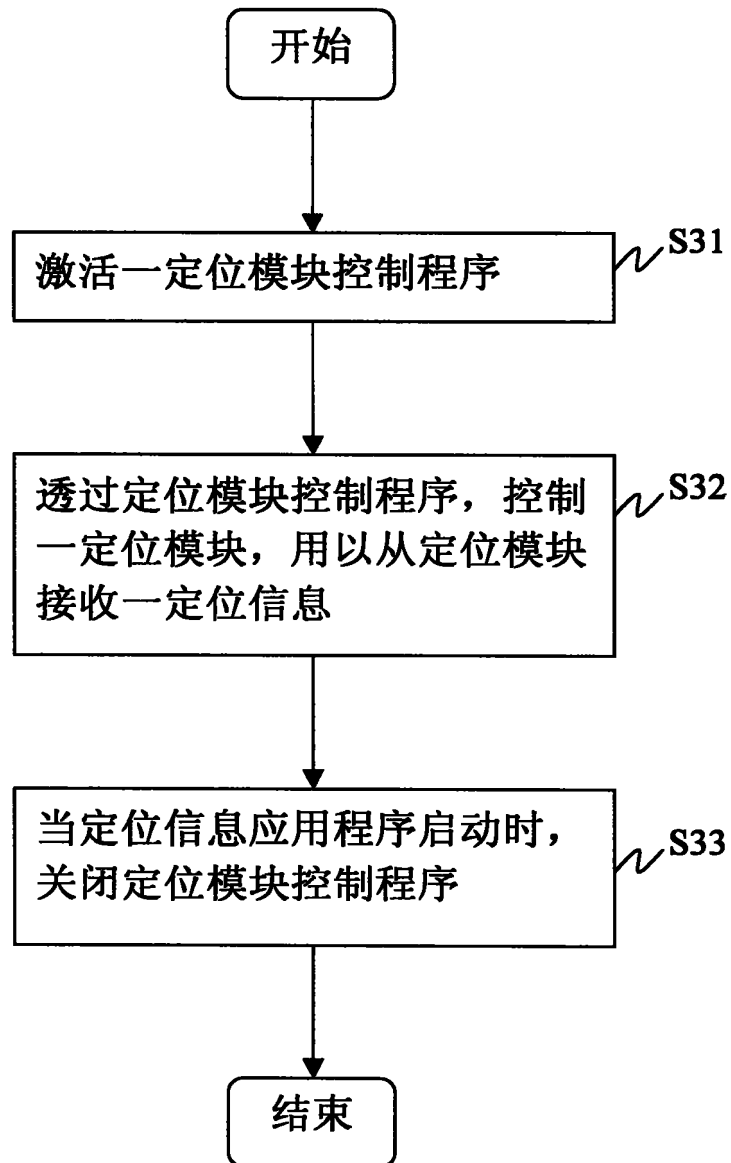 开始
激活一定位模块控制程序
S31
透过定位模块控制程序，控制
一定位模块，用以从定位模块
接收一定位信息
S32
当定位信息应用程序启动时，
关闭定位模块控制程序
S33
结束